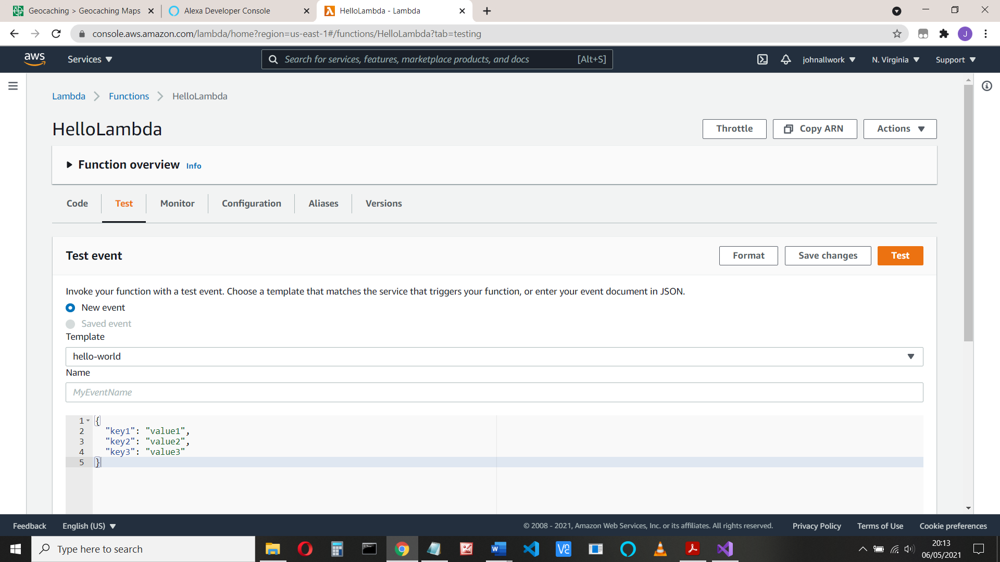 Geocaching > Geocaching Maps
Alexa Developer Console
HelloLambda - Lambda
console.aws.amazon.com/lambda/home?region=us-east-1#/functions/HelloLambda?tab=testing
J
aws
Services
Search for services, features, marketplace products, and docs
[Alt+S]
johnallwork
N. Virginia
Support
Lambda
Functions
HelloLambda
HelloLambda
Throttle
Copy ARN
Actions
Function overview Info
Code
Test
Monitor
Configuration
Aliases
Versions
Test event
Format
Save changes
Test
Invoke your function with a test event. Choose a template that matches the service that triggers your function, or enter your event document in JSON.
New event
Saved event
Template
hello-world
Name
MyEventName
1 {
2 "key1": "value1",
3 "key2": "value2",
4 "key3": "value3"
5 }
Feedback
English (US)
© 2008 - 2021, Amazon Web Services, Inc. or its affiliates. All rights reserved.
Privacy Policy
Terms of Use
Cookie preferences
Type here to search
20:13
06/05/2021